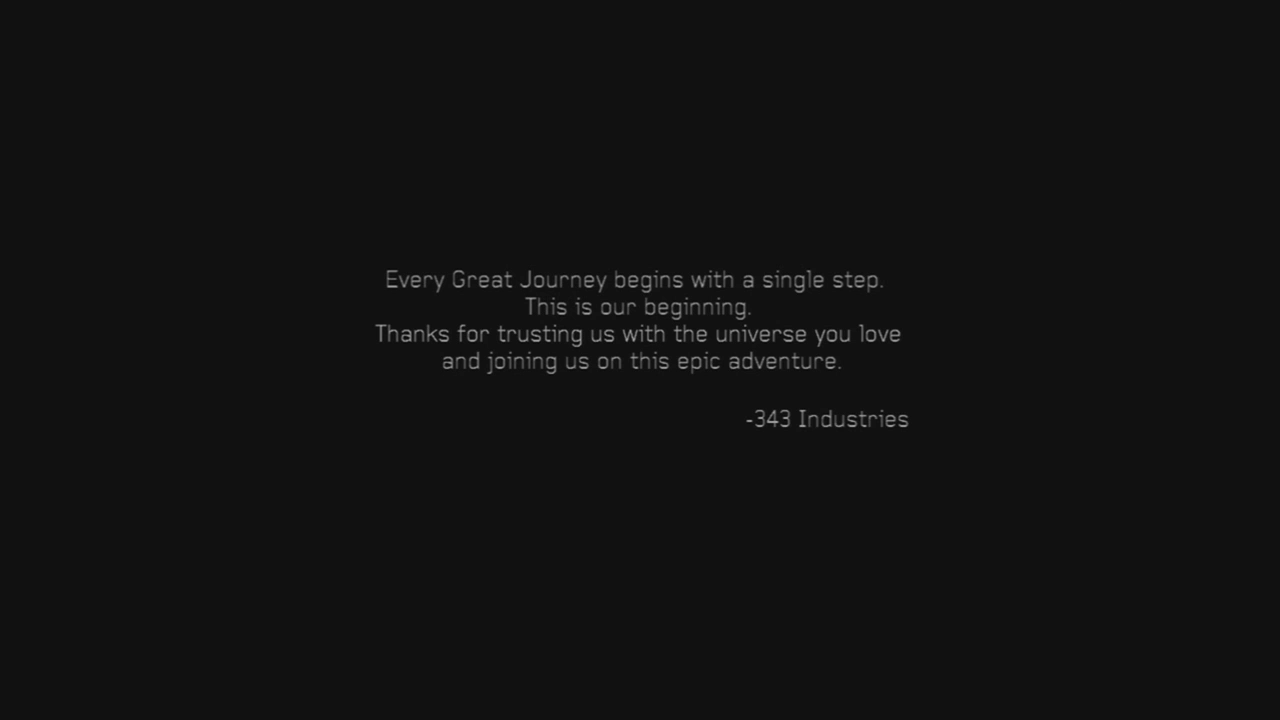 Every Great Journey begins with a single step.
This is our beginning.
Thanks for trusting us with the universe you love
and joining us on this epic adventure.
-343 Industries